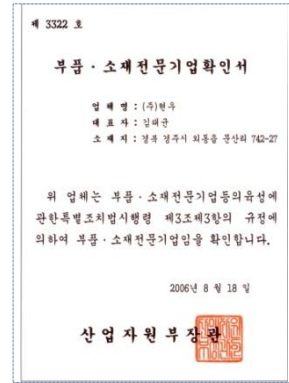 제 3322 호
부품 · 소재전문기업확인서
업 체 명 : (주)현우
대 표 자 : 김대균
소 재 지 : 경북 경주시 외동읍 문산리 742-27
위 업체는 부품 · 소재전문기업등의육성에
관한특별조치법시행령 제3조제3항의 규정에
의하여 부품 · 소재전문기업임을 확인합니다.
2006년 8 월 18 일
산업자원부장관